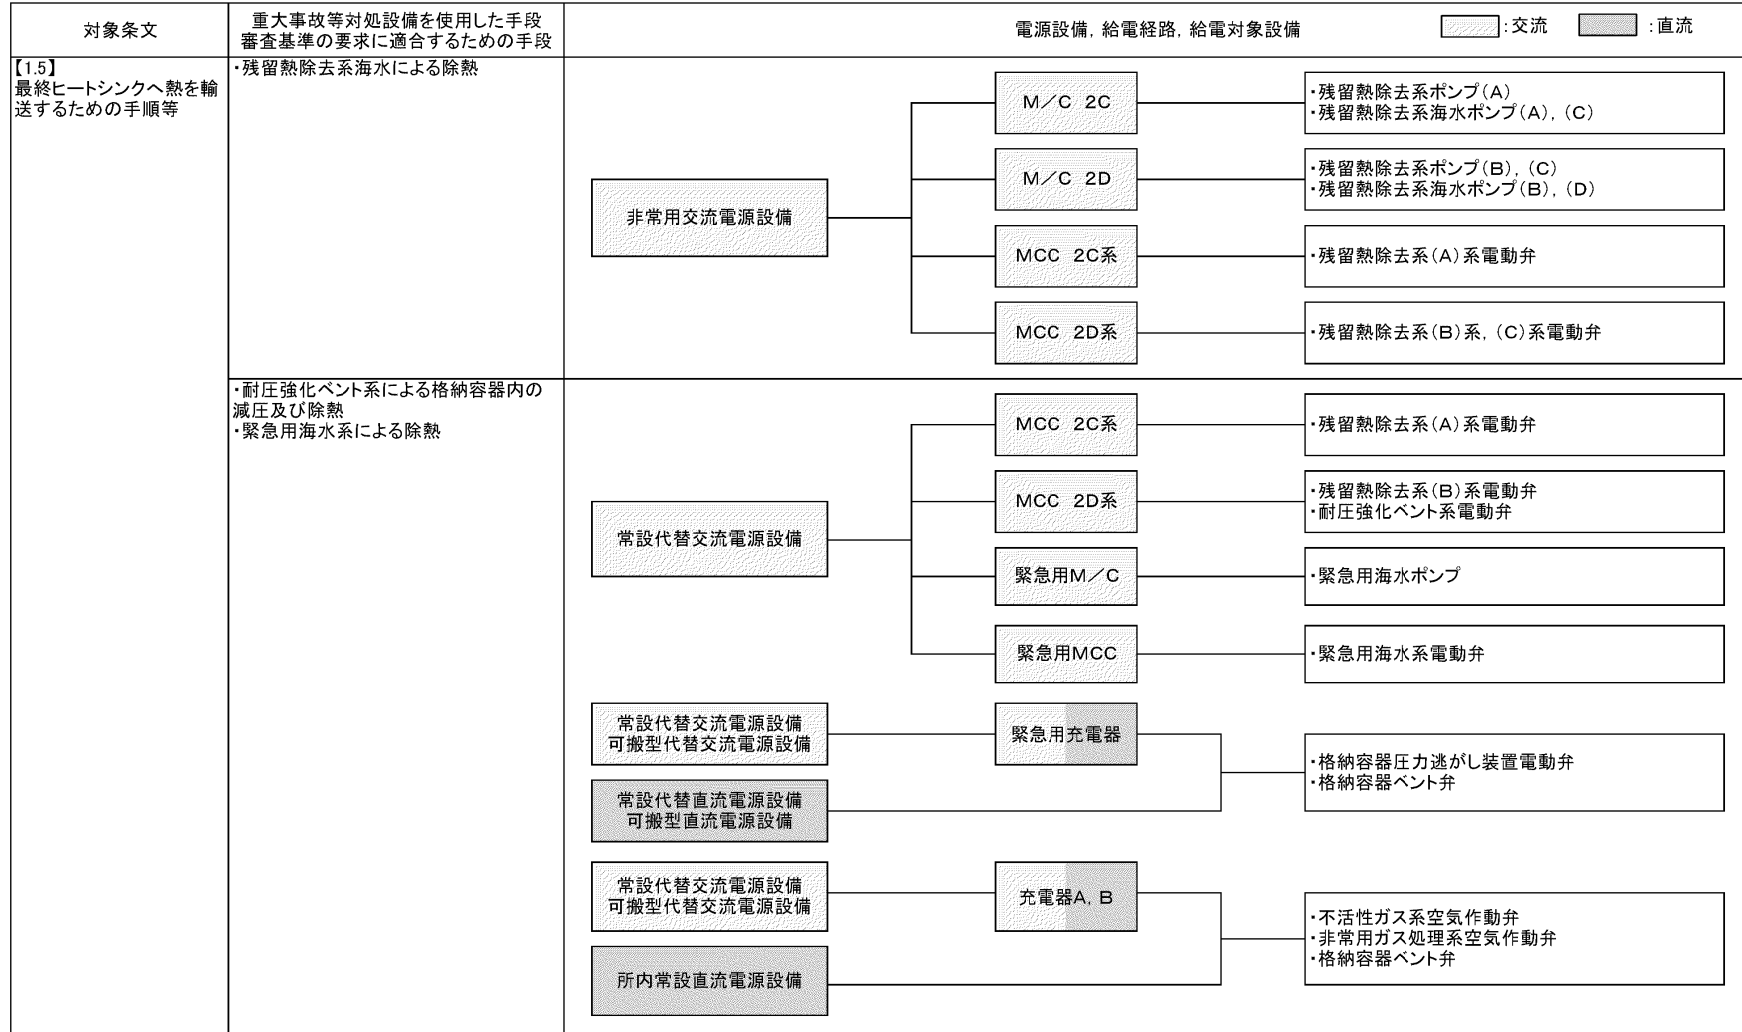 対象条文
重大事故等対処設備を使用した手段
審査基準の要求に適合するための手段
電源設備，給電経路，給電対象設備
:交流
:直流
【1.5】
最終ヒートシンクへ熱を輸
送するための手順等
・残留熱除去系海水による除熱
非常用交流電源設備
M／C 2C
・残留熱除去系ポンプ(A)
・残留熱除去系海水ポンプ(A)，(C)
M／C 2D
・残留熱除去系ポンプ(B)，(C)
・残留熱除去系海水ポンプ(B)，(D)
MCC 2C系
・残留熱除去系(A)系電動弁
MCC 2D系
・残留熱除去系(B)系，(C)系電動弁
・耐圧強化ベント系による格納容器内の
減圧及び除熱
・緊急用海水系による除熱
常設代替交流電源設備
MCC 2C系
・残留熱除去系(A)系電動弁
MCC 2D系
・残留熱除去系(B)系電動弁
・耐圧強化ベント系電動弁
緊急用M／C
・緊急用海水ポンプ
緊急用MCC
・緊急用海水系電動弁
常設代替交流電源設備
可搬型代替交流電源設備
緊急用充電器
常設代替直流電源設備
可搬型直流電源設備
・格納容器圧力逃がし装置電動弁
・格納容器ベント弁
常設代替交流電源設備
可搬型代替交流電源設備
充電器A，B
所内常設直流電源設備
・不活性ガス系空気作動弁
・非常用ガス処理系空気作動弁
・格納容器ベント弁